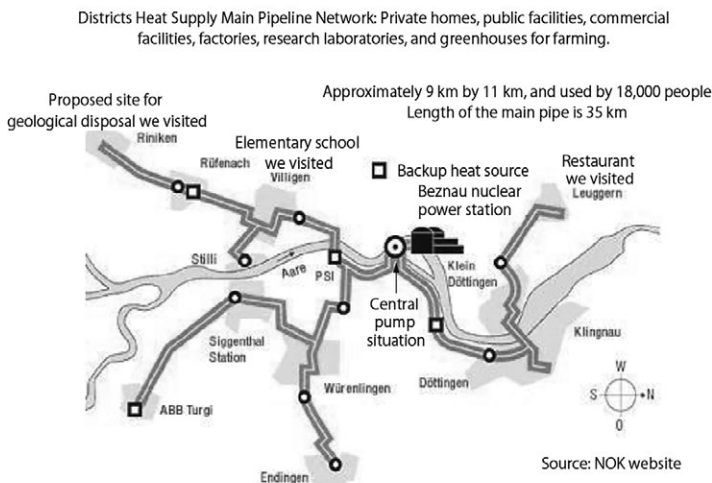 Districts Heat Supply Main Pipeline Network: Private homes, public facilities, commercial
facilities, factories, research laboratories, and greenhouses for farming.
Approximately 9 km by 11 km, and used by 18,000 people
Length of the main pipe is 35 km
Proposed site for
geological disposal we visited
Riniken
Rüfenach
Elementary school
we visited
Villigen
Backup heat source
Beznau nuclear
power station
Restaurant
we visited
Leuggern
Stilli
Aare
PSI
Klein
Döttingen
Central
pump
situation
Siggenthal
Station
Klingnau
Würenlingen
Döttingen
ABB Turgi
Endingen
W
S
N
O
Source: NOK website